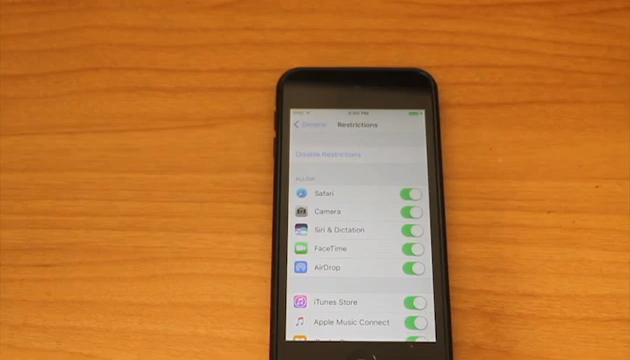 General
Restrictions
Disable Restrictions
ALLOW:
Safari
Camera
Siri & Dictation
FaceTime
AirDrop
iTunes Store
Apple Music Connect